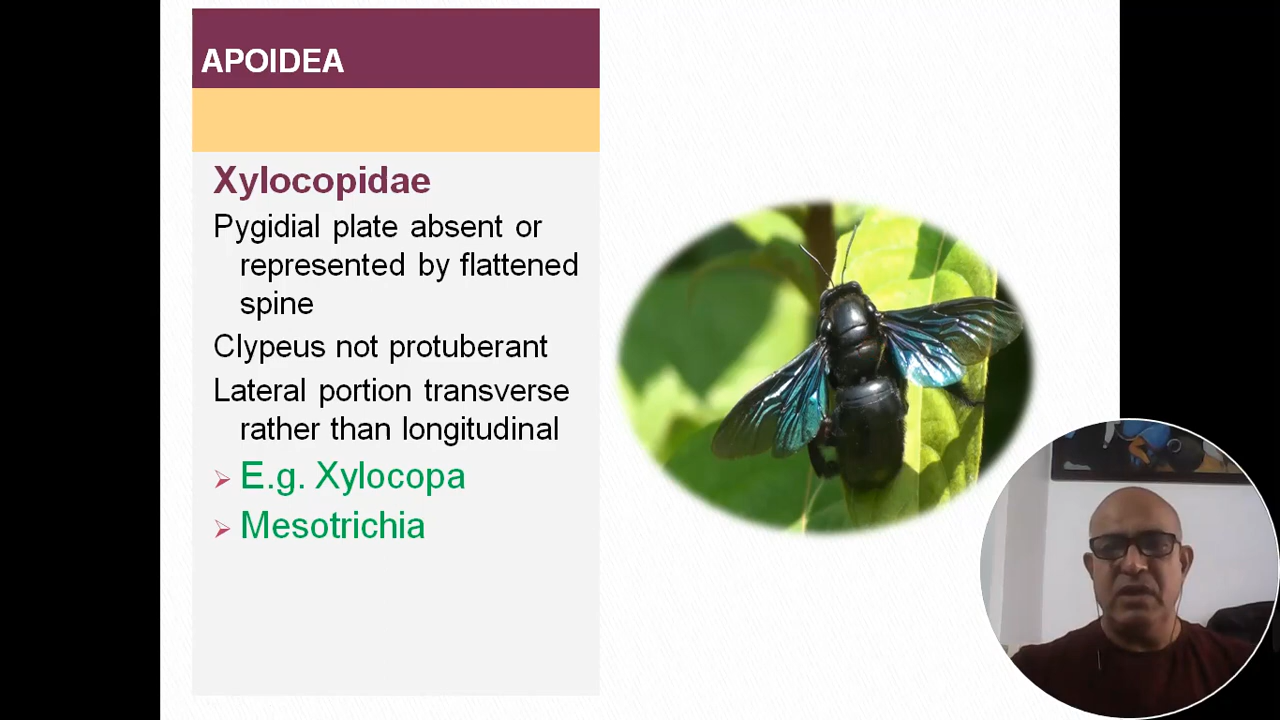 APOIDEA
Xylocopidae
Pygidial plate absent or
represented by flattened
spine
Clypeus not protuberant
Lateral portion transverse
rather than longitudinal
E.g. Xylocopa
Mesotrichia